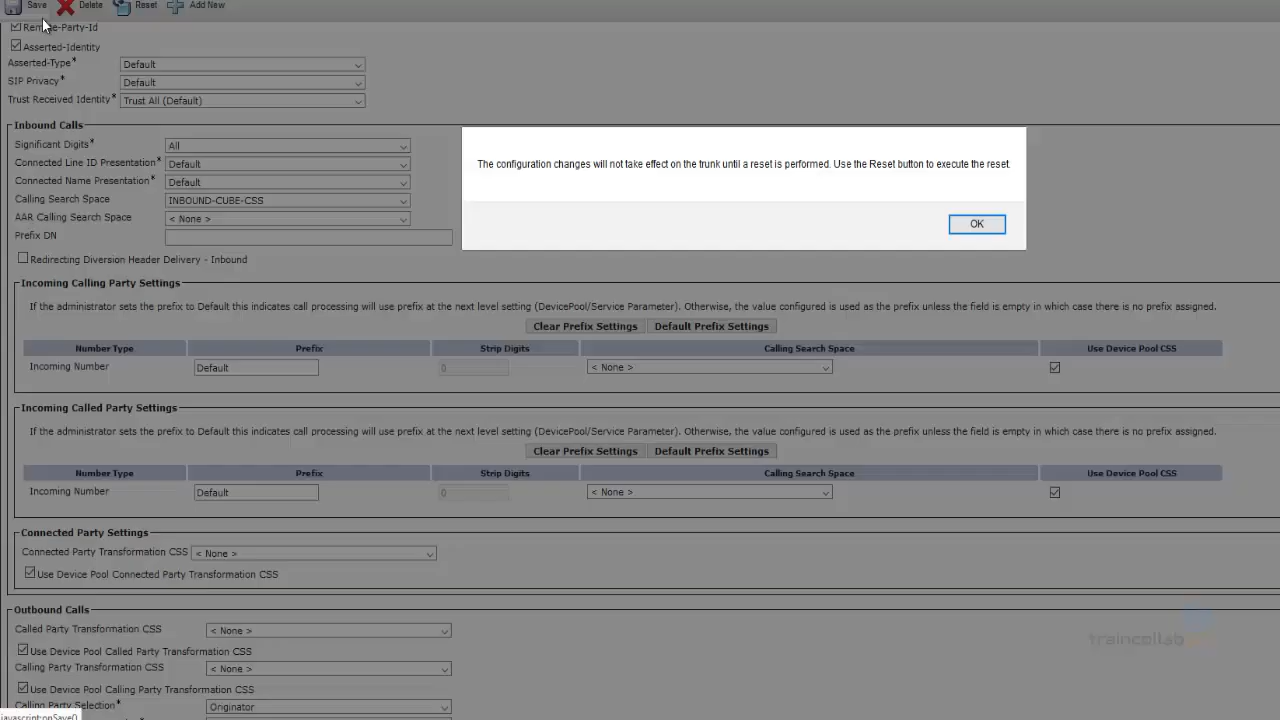 Save Delete Reset Add New
Remote-Party-Id
Asserted-Identity
Asserted-Type* Default
SIP Privacy* Default
Trust Received Identity* Trust All (Default)
Inbound Calls
Significant Digits* All
Connected Line ID Presentation* Default
Connected Name Presentation* Default
Calling Search Space INBOUND-CUBE-CSS
AAR Calling Search Space < None >
Prefix DN
Redirecting Diversion Header Delivery - Inbound
The configuration changes will not take effect on the trunk until a reset is performed. Use the Reset button to execute the reset.
OK
Incoming Calling Party Settings
If the administrator sets the prefix to Default this indicates call processing will use prefix at the next level setting (DevicePool/Service Parameter). Otherwise, the value configured is used as the prefix unless the field is empty in which case there is no prefix assigned.
Clear Prefix Settings Default Prefix Settings
Number Type Prefix Strip Digits Calling Search Space Use Device Pool CSS
Incoming Number Default 0 < None >
Incoming Called Party Settings
If the administrator sets the prefix to Default this indicates call processing will use prefix at the next level setting (DevicePool/Service Parameter). Otherwise, the value configured is used as the prefix unless the field is empty in which case there is no prefix assigned.
Clear Prefix Settings Default Prefix Settings
Number Type Prefix Strip Digits Calling Search Space Use Device Pool CSS
Incoming Number Default 0 < None >
Connected Party Settings
Connected Party Transformation CSS < None >
Use Device Pool Connected Party Transformation CSS
Outbound Calls
Called Party Transformation CSS < None >
Use Device Pool Called Party Transformation CSS
Calling Party Transformation CSS < None >
Use Device Pool Calling Party Transformation CSS
Calling Party Selection* Originator
javascript:onSave()